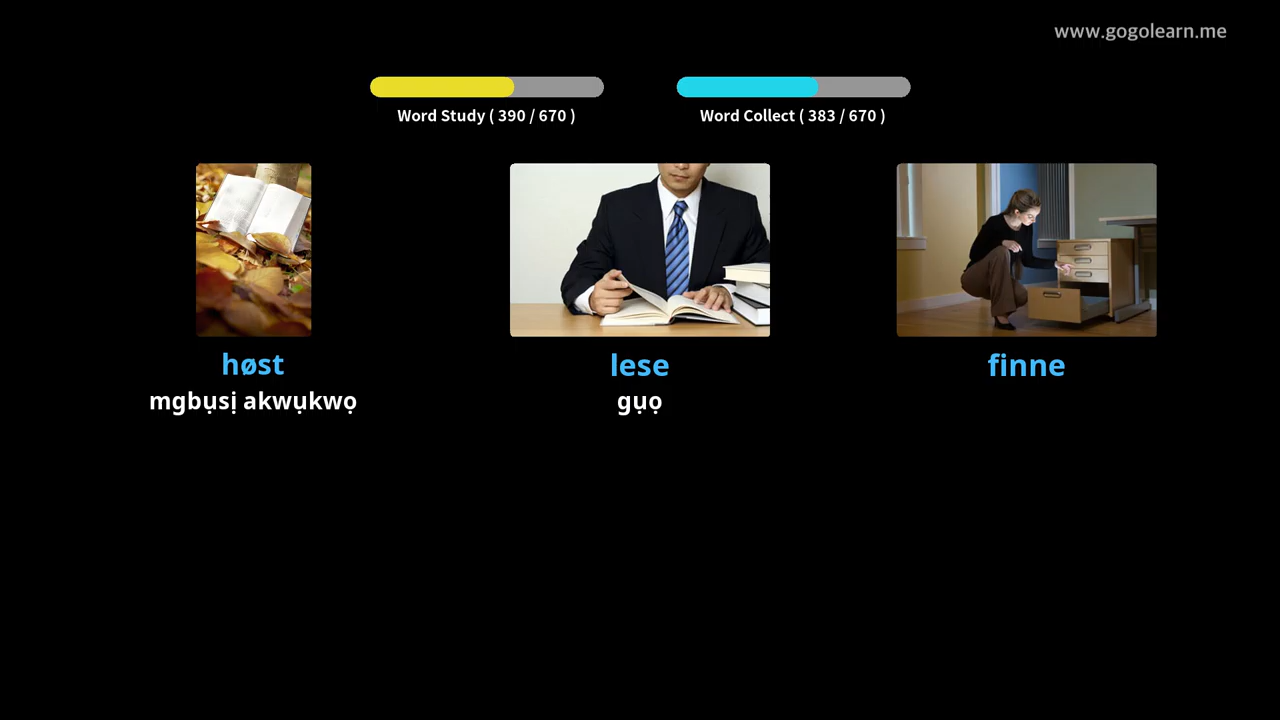 www.gogolearn.me
Word Study ( 390 / 670 )
Word Collect ( 383 / 670 )
høst
lese
finne
mgbụsị akwụkwọ
gụọ